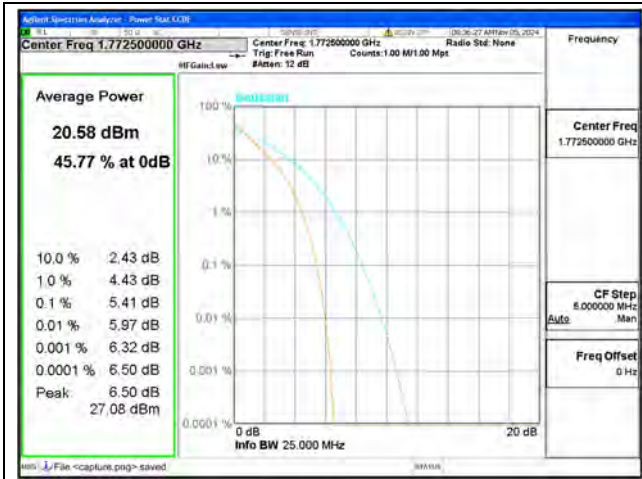 Agilent Spectrum Analyzer - Power Stat CCDF
Center Freq 1.772500000 GHz
Center Freq: 1.772500000 GHz
Trig: Free Run
Counts:1.00 M/1.00 Mpt
#IFGain:Low
#Atten: 12 dB
08:36:27 AM Nov 05, 2024
Radio Std: None
Frequency
Average Power
20.58 dBm
45.77 % at 0dB
10.0 % 2.43 dB
1.0 % 4.43 dB
0.1 % 5.41 dB
0.01 % 5.97 dB
0.001 % 6.32 dB
0.0001 % 6.50 dB
Peak 6.50 dB
27.08 dBm
Gaussian
100 %
10 %
1 %
0.1 %
0.01 %
0.001 %
0.0001 %
0 dB
20 dB
Info BW 25.000 MHz
Center Freq
1.772500000 GHz
CF Step
5.000000 MHz
Auto Man
Freq Offset
0 Hz
MSG File <capture.png> saved
STATUS